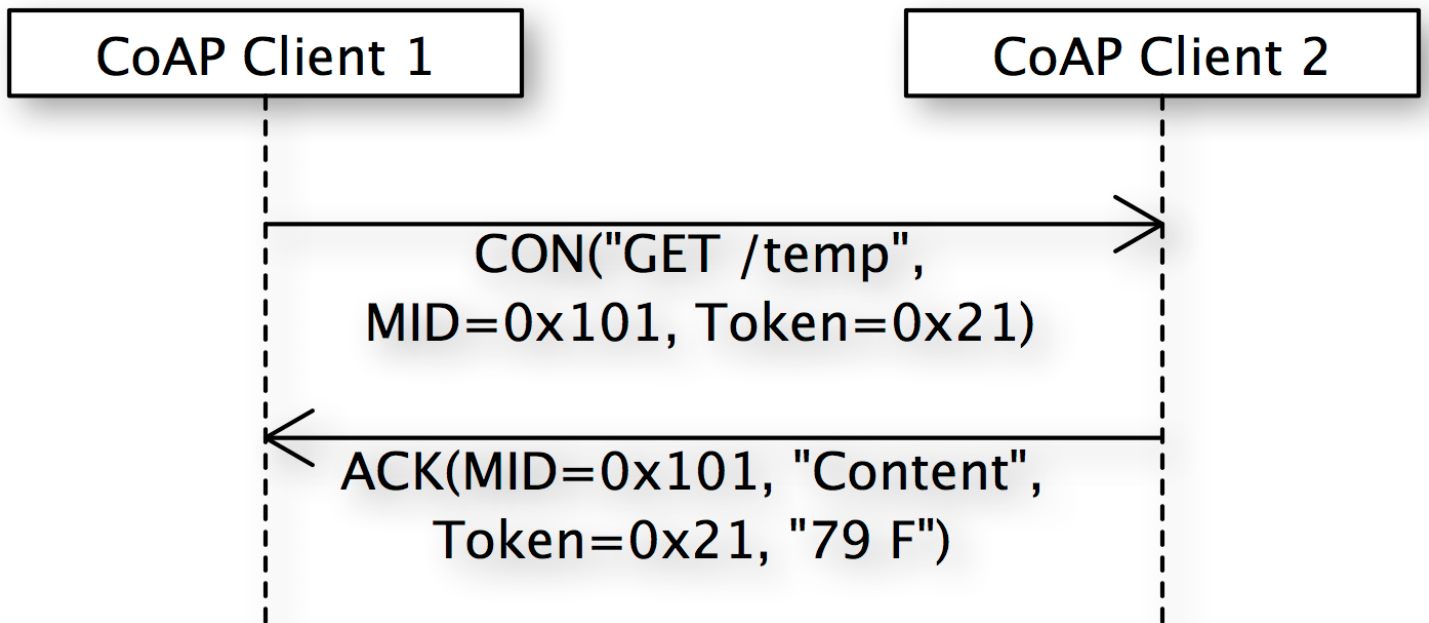 CoAP Client 1
CoAP Client 2
CON("GET /temp",
MID=0x101, Token=0x21)
ACK(MID=0x101, "Content",
Token=0x21, "79 F")